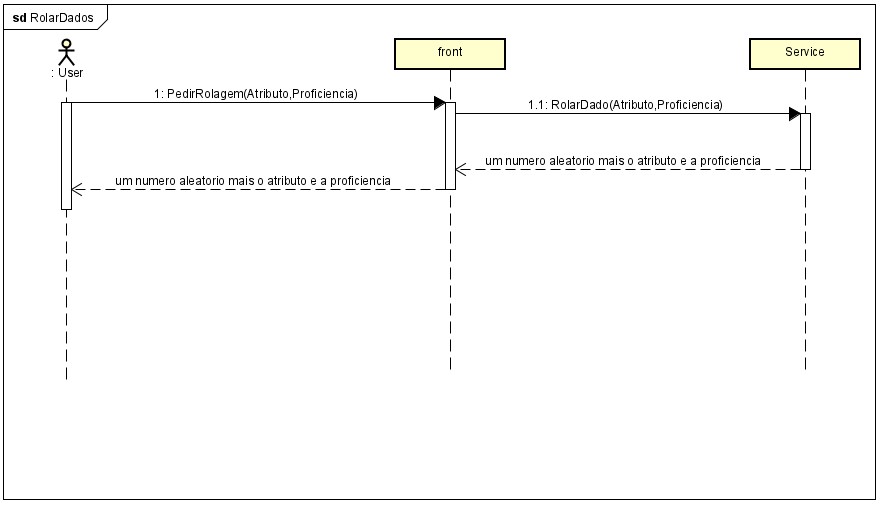 sd RolarDados
: User
front
Service
1: PedirRolagem(Atributo,Proficiencia)
1.1: RolarDado(Atributo,Proficiencia)
um numero aleatorio mais o atributo e a proficiencia
um numero aleatorio mais o atributo e a proficiencia